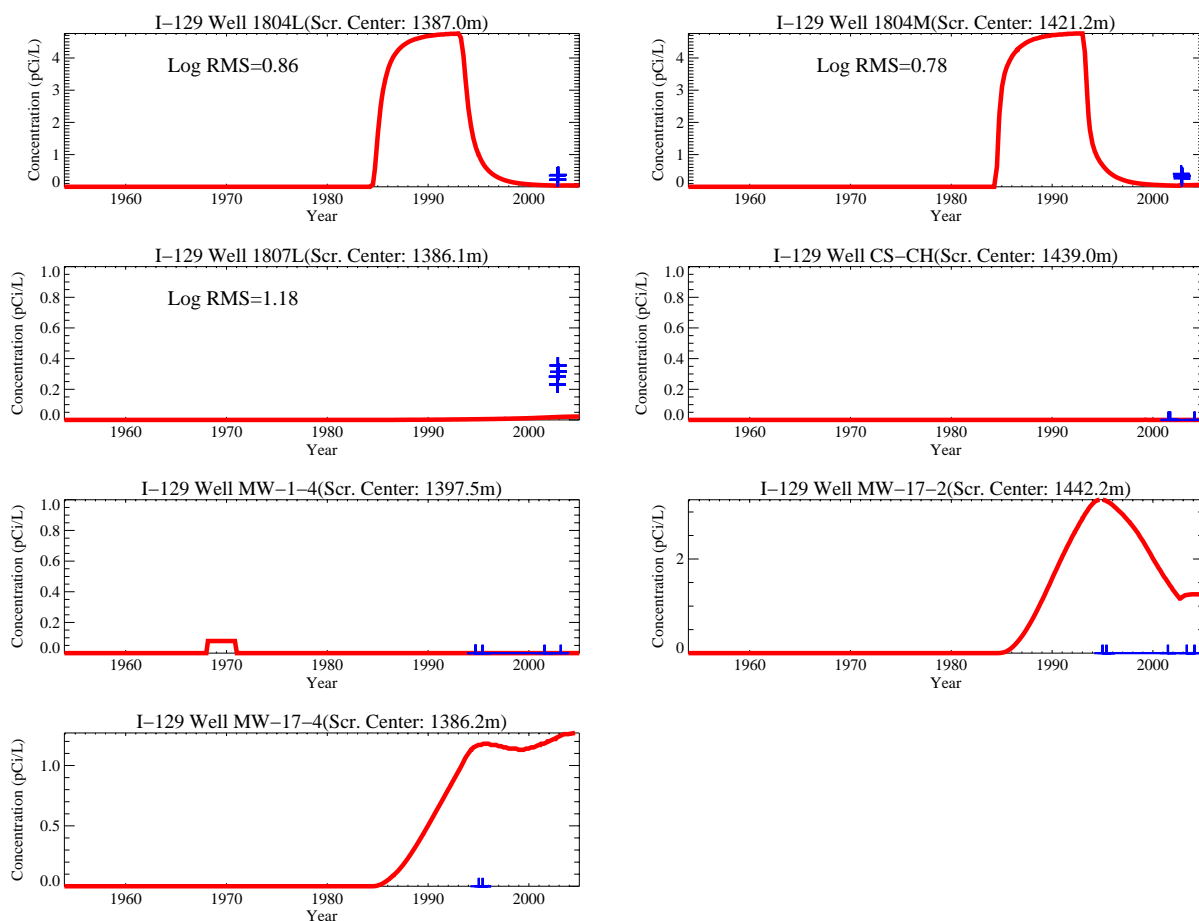 I−129 Well 1804L(Scr. Center: 1387.0m)
Concentration (pCi/L)
4
3
2
1
0
Log RMS=0.86
1960 1970 1980 1990 2000
Year
I−129 Well 1804M(Scr. Center: 1421.2m)
Concentration (pCi/L)
4
3
2
1
0
Log RMS=0.78
1960 1970 1980 1990 2000
Year
I−129 Well 1807L(Scr. Center: 1386.1m)
Concentration (pCi/L)
1.0
0.8
0.6
0.4
0.2
0.0
Log RMS=1.18
1960 1970 1980 1990 2000
Year
I−129 Well CS−CH(Scr. Center: 1439.0m)
Concentration (pCi/L)
1.0
0.8
0.6
0.4
0.2
0.0
1960 1970 1980 1990 2000
Year
I−129 Well MW−1−4(Scr. Center: 1397.5m)
Concentration (pCi/L)
1.0
0.8
0.6
0.4
0.2
0.0
1960 1970 1980 1990 2000
Year
I−129 Well MW−17−2(Scr. Center: 1442.2m)
Concentration (pCi/L)
2
0
1960 1970 1980 1990 2000
Year
I−129 Well MW−17−4(Scr. Center: 1386.2m)
Concentration (pCi/L)
1.0
0.5
0.0
1960 1970 1980 1990 2000
Year